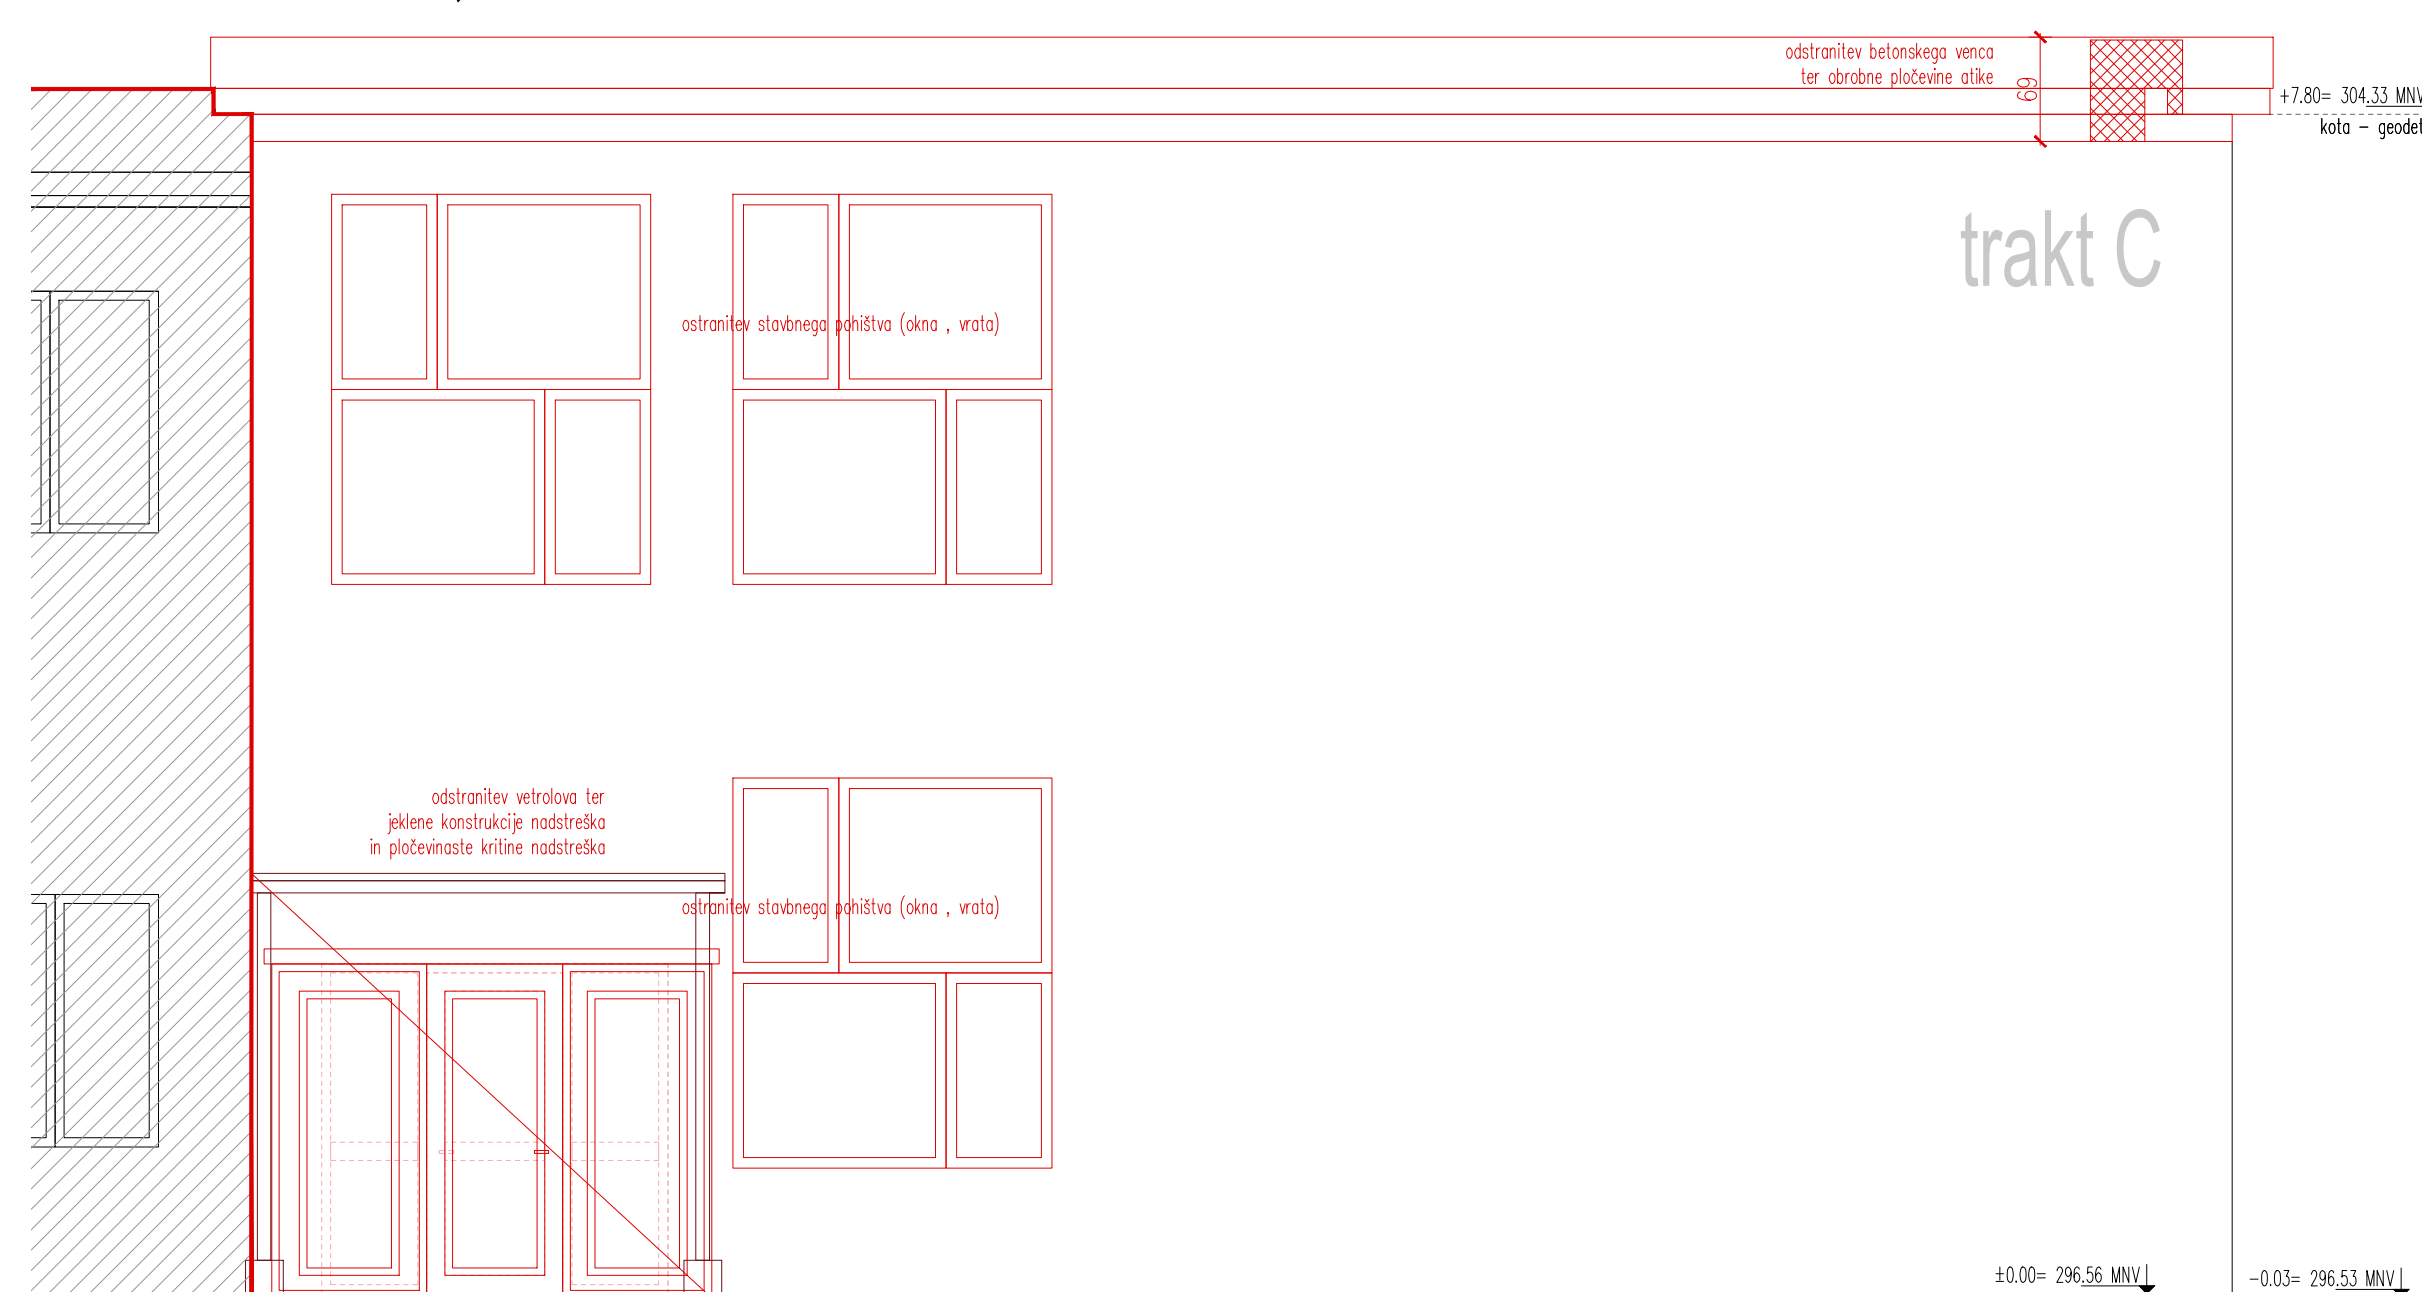 odstranitev betonskega venca
ter obrobne pločevine atike
69
+7.80= 304.33 MNV
kota - geodet
trakt C
ostranitev stavbnega pohištva (okna , vrata)
odstranitev vetrolova ter
jeklene konstrukcije nadstreška
in pločevinaste kritine nadstreška
ostranitev stavbnega pohištva (okna , vrata)
±0.00= 296.56 MNV
-0.03= 296.53 MNV